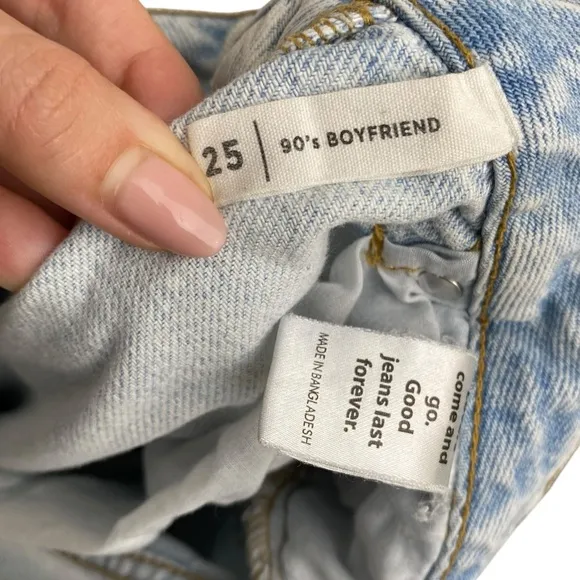 25 | 90's BOYFRIEND
come and
go.
Good
jeans last
forever.
MADE IN BANGLADESH